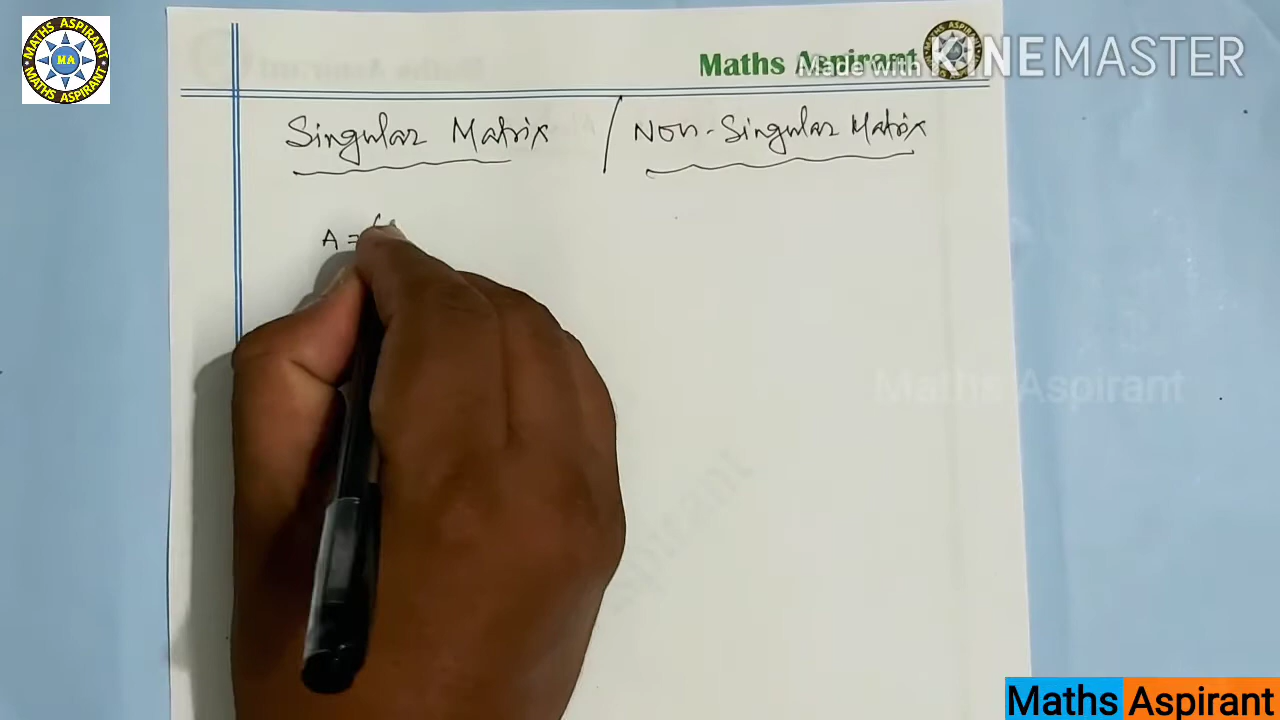 MATHS ASPIRANT
MA
MATHS ASPIRANT
Maths Aspirant
Made with KINEMASTER
Singular Matrix / Non-Singular Matrix
A =
Maths Aspirant
Maths Aspirant